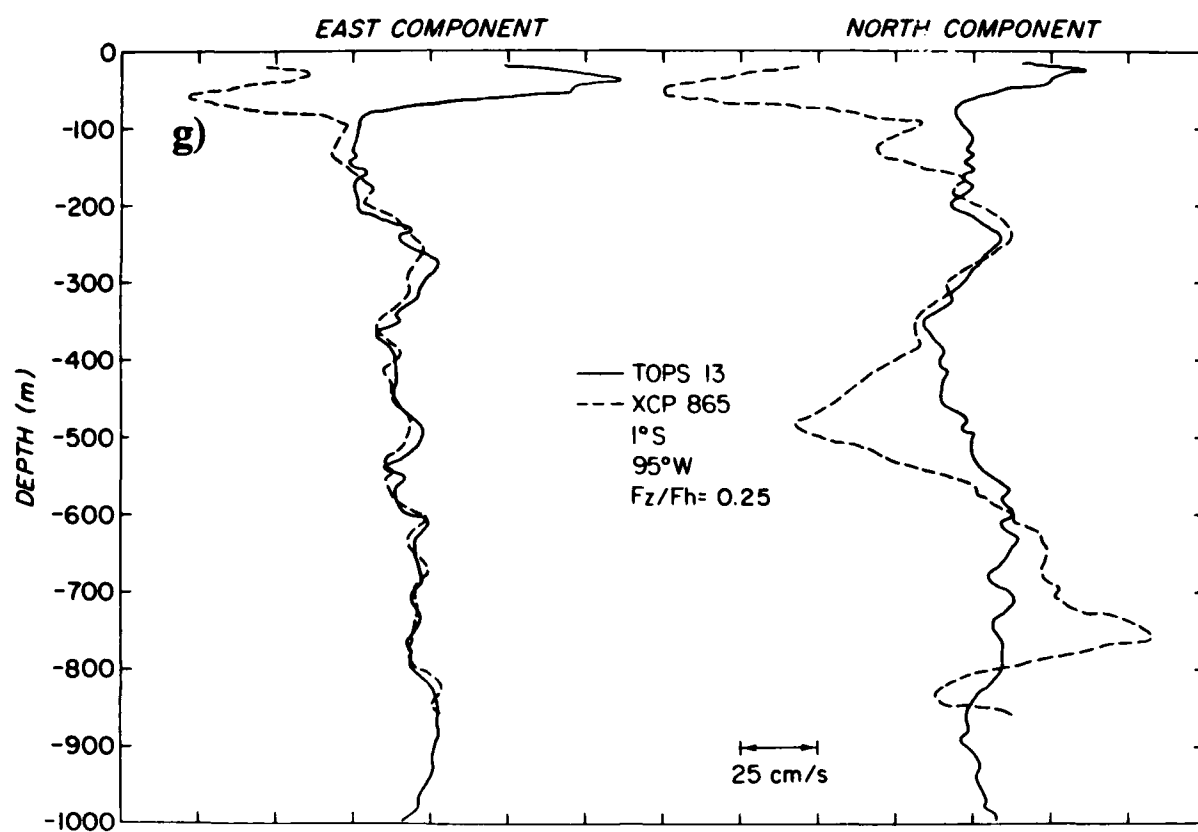 EAST COMPONENT
NORTH COMPONENT
0
-100
-200
-300
-400
-500
-600
-700
-800
-900
-1000
DEPTH (m)
g)
TOPS 13
XCP 865
1°S
95°W
Fz/Fh= 0.25
25 cm/s